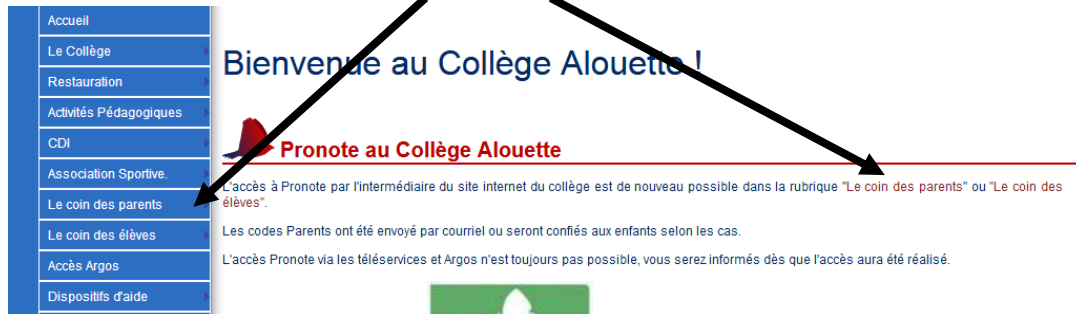 Accueil
Le Collège
Restauration
Activités Pédagogiques
CDI
Association Sportive.
Le coin des parents
Le coin des élèves
Accès Argos
Dispositifs d'aide
Bienvenue au Collège Alouette !
Pronote au Collège Alouette
L'accès à Pronote par l'intermédiaire du site internet du collège est de nouveau possible dans la rubrique "Le coin des parents" ou "Le coin des
élèves".
Les codes Parents ont été envoyé par courriel ou seront confiés aux enfants selon les cas.
L'accès Pronote via les téléservices et Argos n'est toujours pas possible, vous serez informés dès que l'accès aura été réalisé.